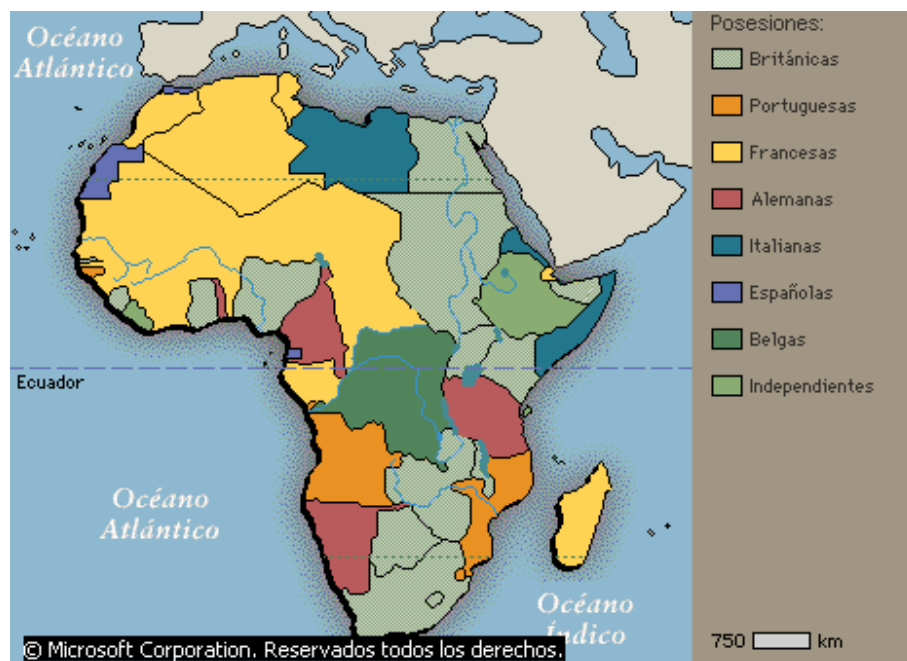 Océano
Atlántico
Ecuador
Océano
Atlántico
Océano
Índico
© Microsoft Corporation. Reservados todos los derechos.
Posesiones:
Británicas
Portuguesas
Francesas
Alemanas
Italianas
Españolas
Belgas
Independientes
750 km